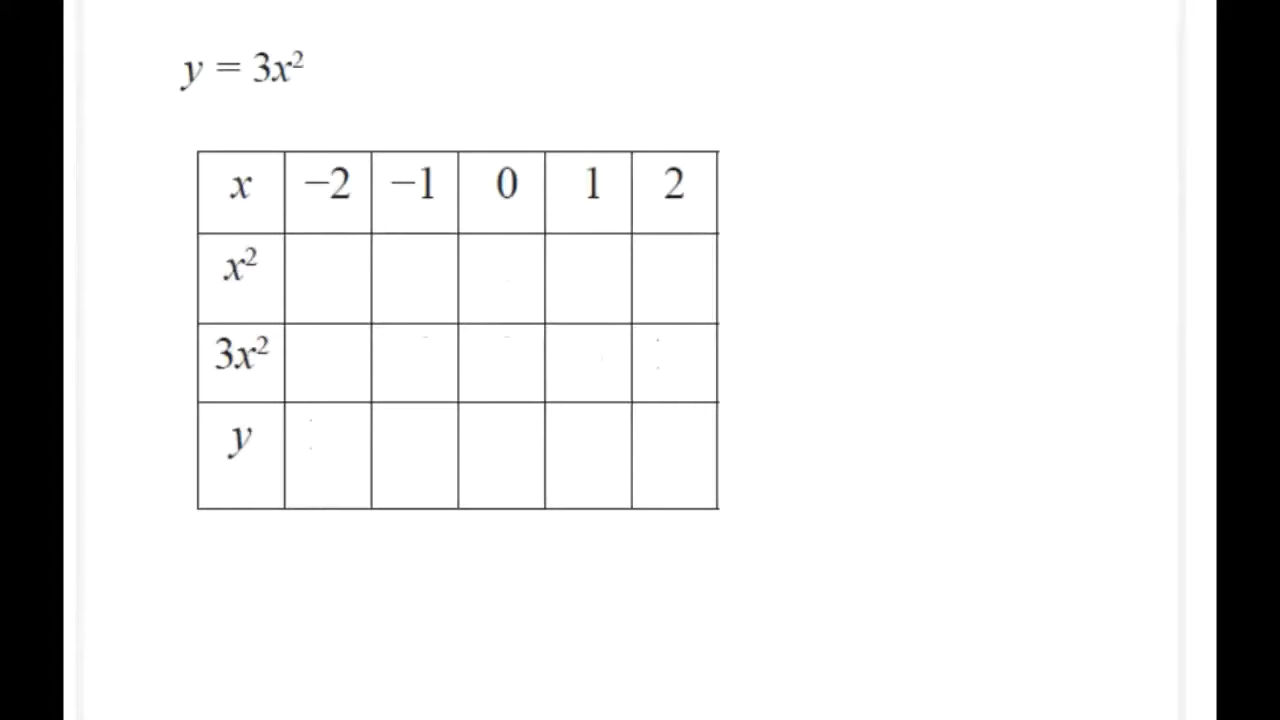 y = 3x²
x −2 −1 0 1 2
x²
3x²
y